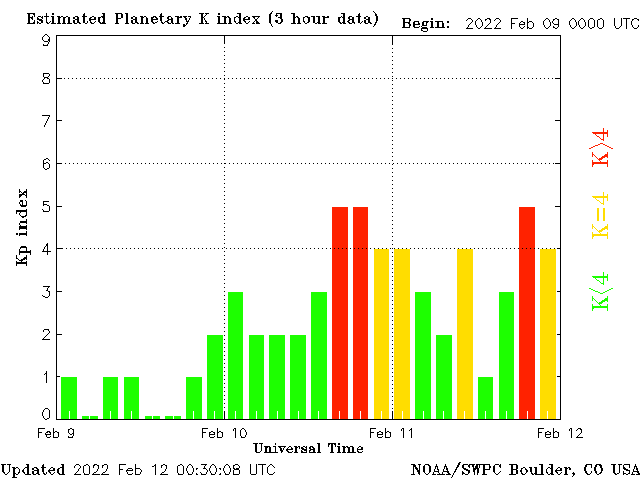 Estimated Planetary K index (3 hour data) Begin: 2022 Feb 09 0000 UTC
9
8
7
6
5
4
3
2
1
0
Kp index
K>4
K=4
K<4
Feb 9 Feb 10 Feb 11 Feb 12
Universal Time
Updated 2022 Feb 12 00:30:08 UTC NOAA/SWPC Boulder, CO USA